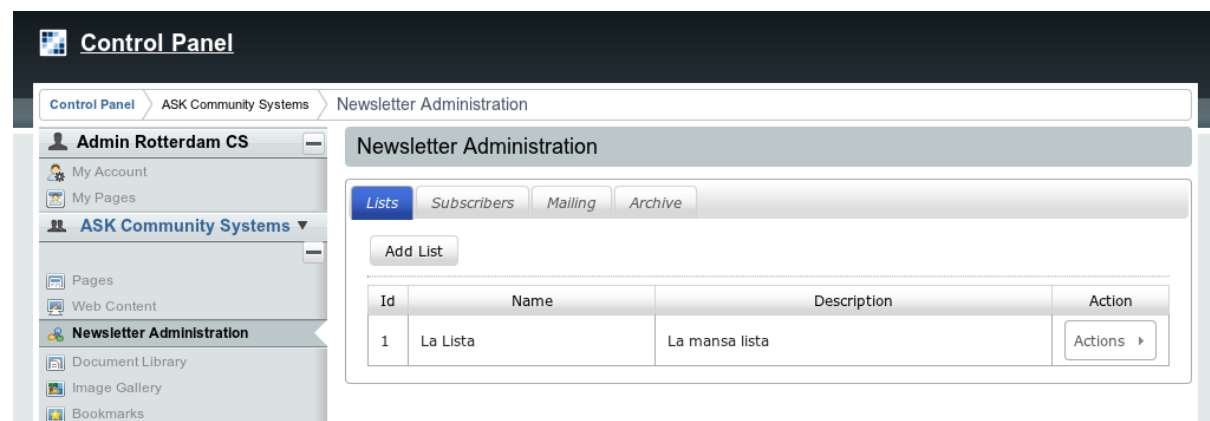 Control Panel
Control Panel ASK Community Systems Newsletter Administration
Admin Rotterdam CS
My Account
My Pages
ASK Community Systems
Pages
Web Content
Newsletter Administration
Document Library
Image Gallery
Bookmarks
Newsletter Administration
Lists Subscribers Mailing Archive
Add List
Id Name Description Action
1 La Lista La mansa lista Actions